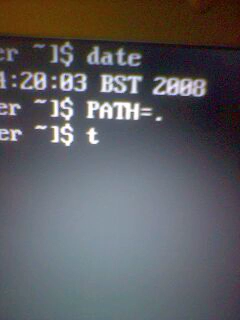 er ~]$ date
4:20:03 BST 2008
er ~]$ PATH=.
er ~]$ t